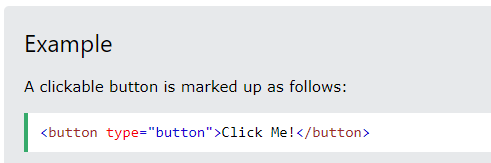 Example
A clickable button is marked up as follows:
<button type="button">Click Me!</button>